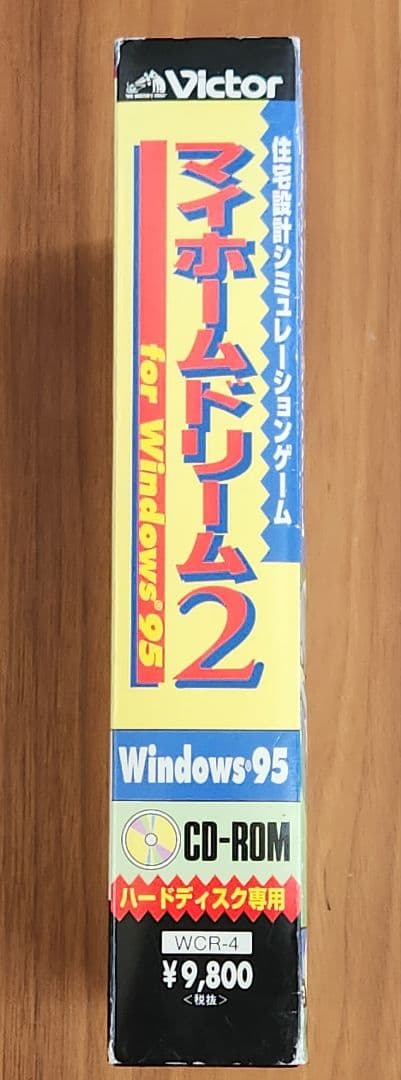 Victor
住宅設計シミュレーションゲーム
マイホームドリーム2
for Windows®95
Windows®95
CD-ROM
ハードディスク専用
WCR-4
¥9,800
<税抜>